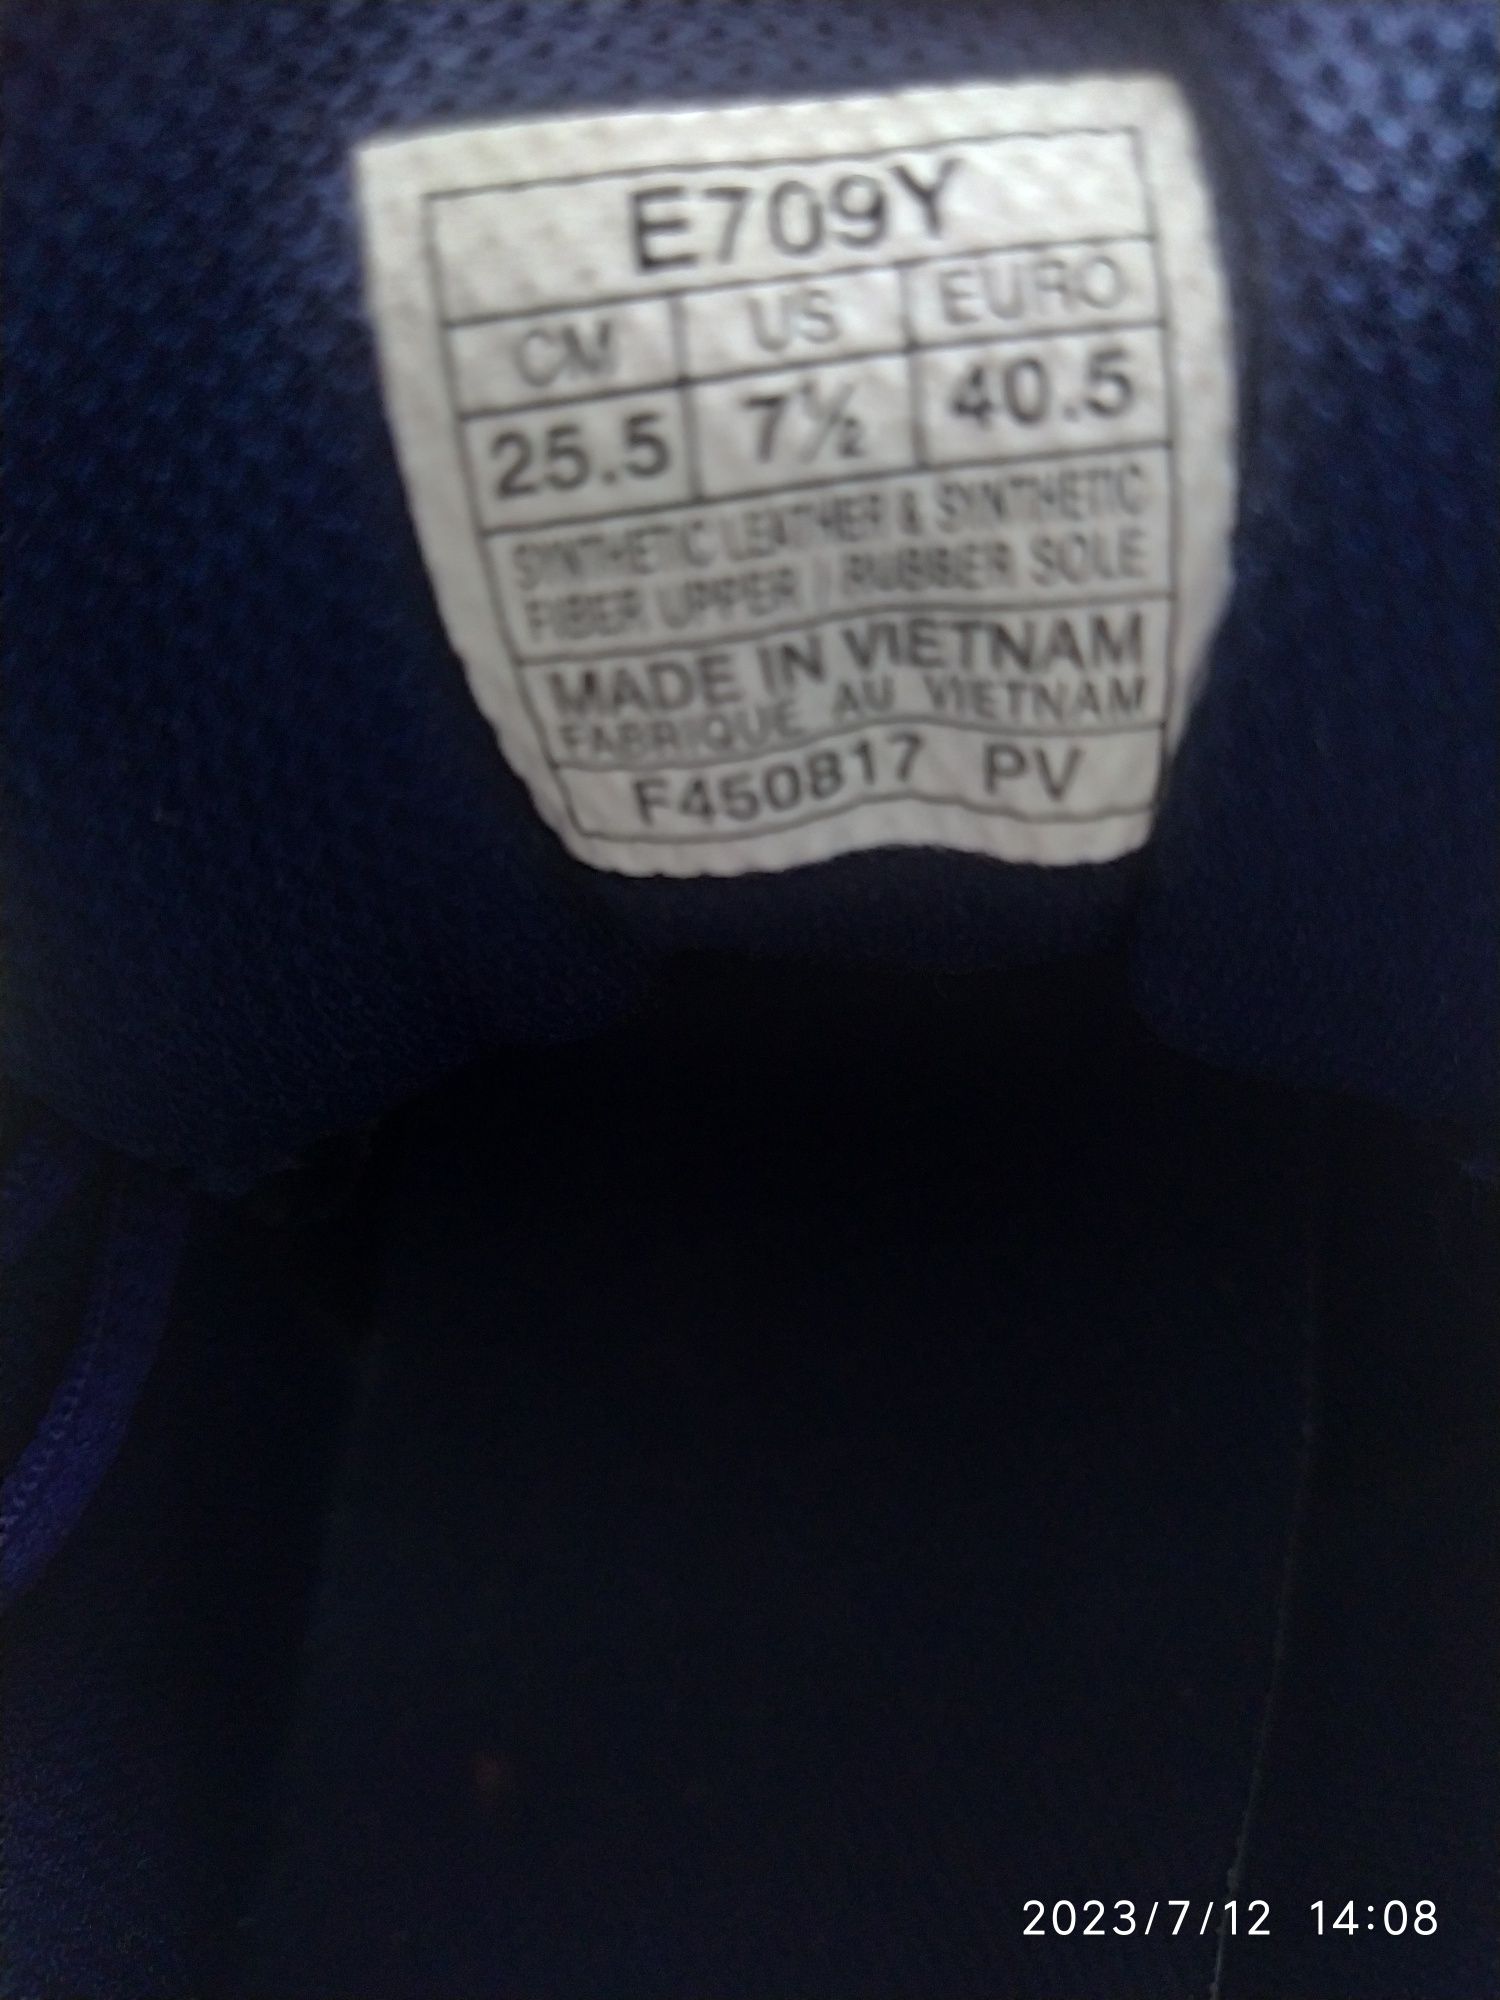 E709Y
CM US EURO
25.5 7½ 40.5
SYNTHETIC LEATHER & SYNTHETIC
FIBER UPPER / RUBBER SOLE
MADE IN VIETNAM
FABRIQUE AU VIETNAM
F450817 PV
2023/7/12 14:08